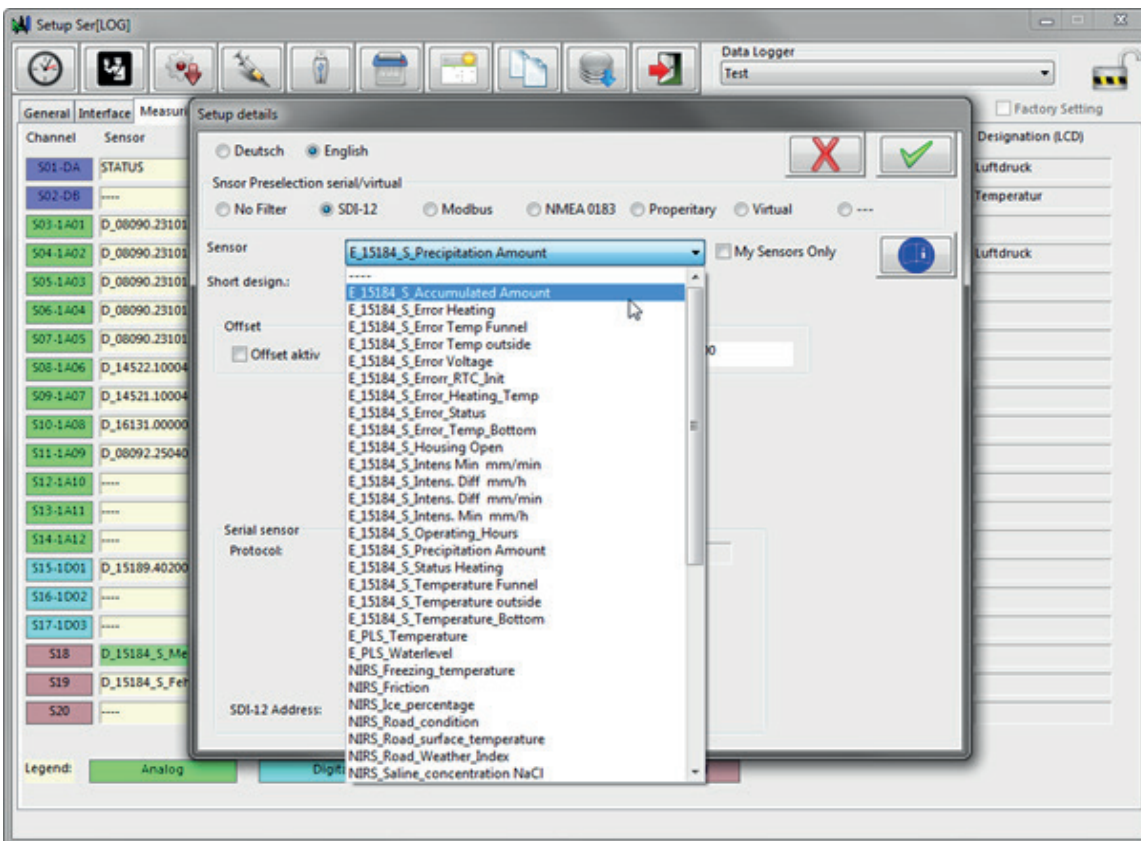 Setup Ser[LOG]
Data Logger
Test
General Interface Measuri
Factory Setting
Channel Sensor
Designation (LCD)
S01-DA STATUS
Luftdruck
S02-DB ----
Temperatur
S03-1A01 D_08090.23101
S04-1A02 D_08090.23101
Luftdruck
S05-1A03 D_08090.23101
S06-1A04 D_08090.23101
S07-1A05 D_08090.23101
S08-1A06 D_14522.10004
S09-1A07 D_14521.10004
S10-1A08 D_16131.00000
S11-1A09 D_08092.25040
S12-1A10 ----
S13-1A11 ----
S14-1A12 ----
S15-1D01 D_15189.40200
S16-1D02 ----
S17-1D03 ----
S18 D_15184_S_Me
S19 D_15184_S_Feh
S20 ----
Legend: Analog Digit
Setup details
Deutsch English
Snsor Preselection serial/virtual
No Filter SDI-12 Modbus NMEA 0183 Properitary Virtual ---
Sensor E_15184_S_Precipitation Amount My Sensors Only
Short design.:
Offset
Offset aktiv
Serial sensor
Protocol:
SDI-12 Address:
----
E_15184_S_Accumulated Amount
E_15184_S_Error Heating
E_15184_S_Error Temp Funnel
E_15184_S_Error Temp outside
E_15184_S_Error Voltage
E_15184_S_Errorr_RTC_Init
E_15184_S_Error_Heating_Temp
E_15184_S_Error_Status
E_15184_S_Error_Temp_Bottom
E_15184_S_Housing Open
E_15184_S_Intens Min mm/min
E_15184_S_Intens. Diff mm/h
E_15184_S_Intens. Diff mm/min
E_15184_S_Intens. Min mm/h
E_15184_S_Operating_Hours
E_15184_S_Precipitation Amount
E_15184_S_Status Heating
E_15184_S_Temperature Funnel
E_15184_S_Temperature outside
E_15184_S_Temperature_Bottom
E_PLS_Temperature
E_PLS_Waterlevel
NIRS_Freezing_temperature
NIRS_Friction
NIRS_Ice_percentage
NIRS_Road_condition
NIRS_Road_surface_temperature
NIRS_Road_Weather_Index
NIRS_Saline_concentration NaCl